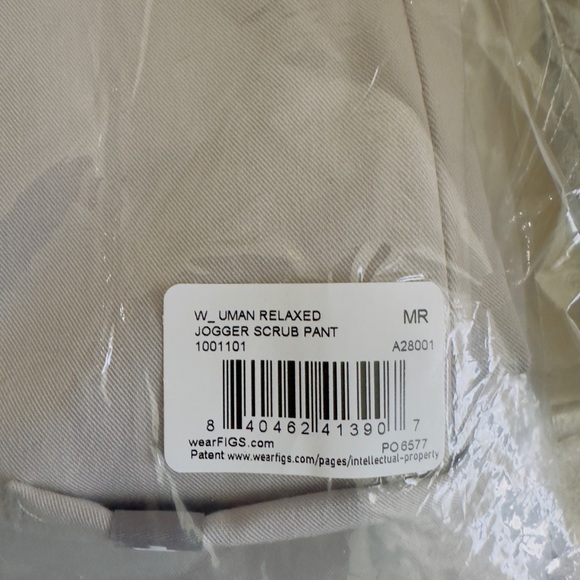 W_ UMAN RELAXED MR
JOGGER SCRUB PANT
1001101 A28001
8 40462 41390 7
wearFIGS.com PO 6577
Patent www.wearfigs.com/pages/intellectual-property